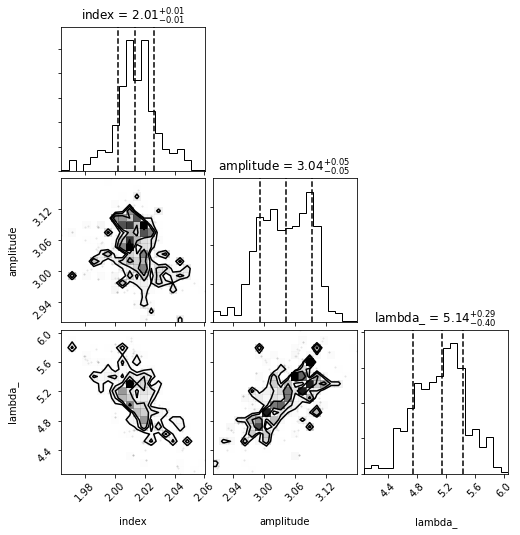 index = 2.01+0.01−0.01
amplitude = 3.04+0.05−0.05
amplitude
3.12
3.06
3.00
2.94
lambda_ = 5.14+0.29−0.40
lambda_
6.0
5.6
5.2
4.8
4.4
1.98 2.00 2.02 2.04 2.06
2.94 3.00 3.06 3.12
4.4 4.8 5.2 5.6 6.0
index
amplitude
lambda_